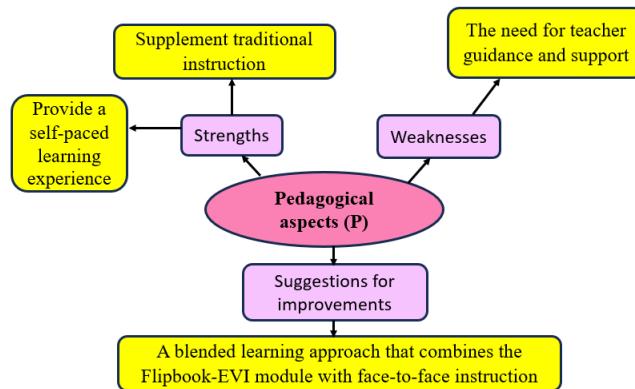 Supplement traditional
instruction
The need for teacher
guidance and support
Provide a
self-paced
learning
experience
Strengths
Weaknesses
Pedagogical
aspects (P)
Suggestions for
improvements
A blended learning approach that combines the
Flipbook-EVI module with face-to-face instruction